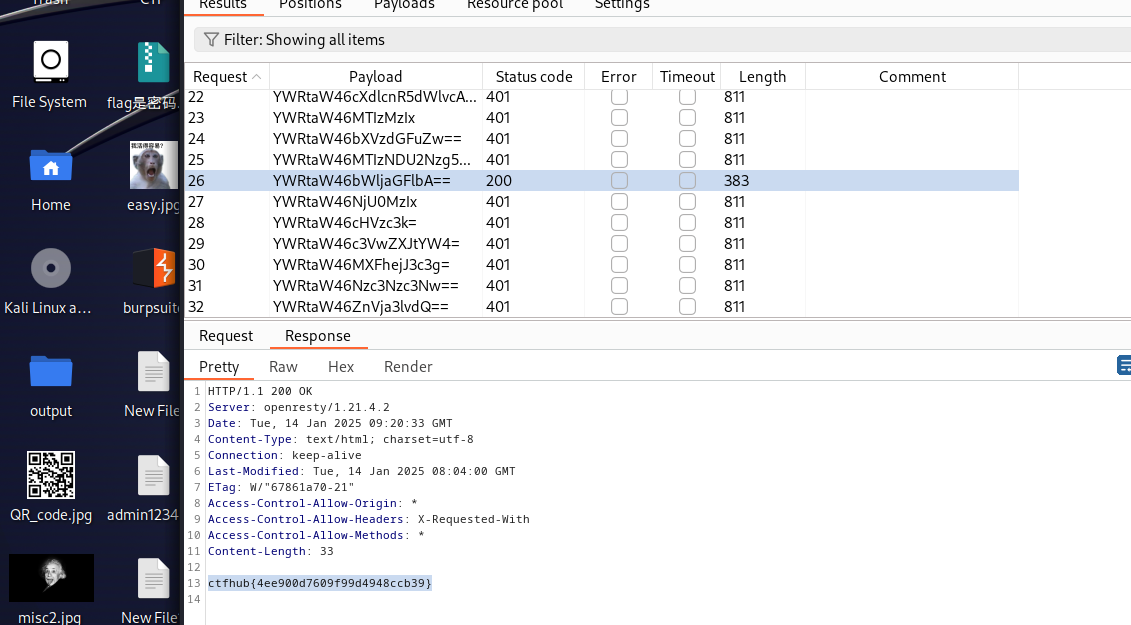 Trash
CTF
File System
flag是密码.
我活得容易?
Home
easy.jpg
Kali Linux a...
burpsuite
output
New File
QR_code.jpg
admin1234
misc2.jpg
New File
Results Positions Payloads Resource pool Settings
Filter: Showing all items
Request Payload Status code Error Timeout Length Comment
22 YWRtaW46cXdlcnR5dWlvcA... 401 811
23 YWRtaW46MTIzMzIx 401 811
24 YWRtaW46bXVzdGFuZw== 401 811
25 YWRtaW46MTIzNDU2Nzg5... 401 811
26 YWRtaW46bWljaGFlbA== 200 383
27 YWRtaW46NjU0MzIx 401 811
28 YWRtaW46cHVzc3k= 401 811
29 YWRtaW46c3VwZXJtYW4= 401 811
30 YWRtaW46MXFhejJ3c3g= 401 811
31 YWRtaW46Nzc3Nzc3Nw== 401 811
32 YWRtaW46ZnVja3lvdQ== 401 811
Request Response
Pretty Raw Hex Render
1 HTTP/1.1 200 OK
2 Server: openresty/1.21.4.2
3 Date: Tue, 14 Jan 2025 09:20:33 GMT
4 Content-Type: text/html; charset=utf-8
5 Connection: keep-alive
6 Last-Modified: Tue, 14 Jan 2025 08:04:00 GMT
7 ETag: W/"67861a70-21"
8 Access-Control-Allow-Origin: *
9 Access-Control-Allow-Headers: X-Requested-With
10 Access-Control-Allow-Methods: *
11 Content-Length: 33
12
13 ctfhub{4ee900d7609f99d4948ccb39}
14